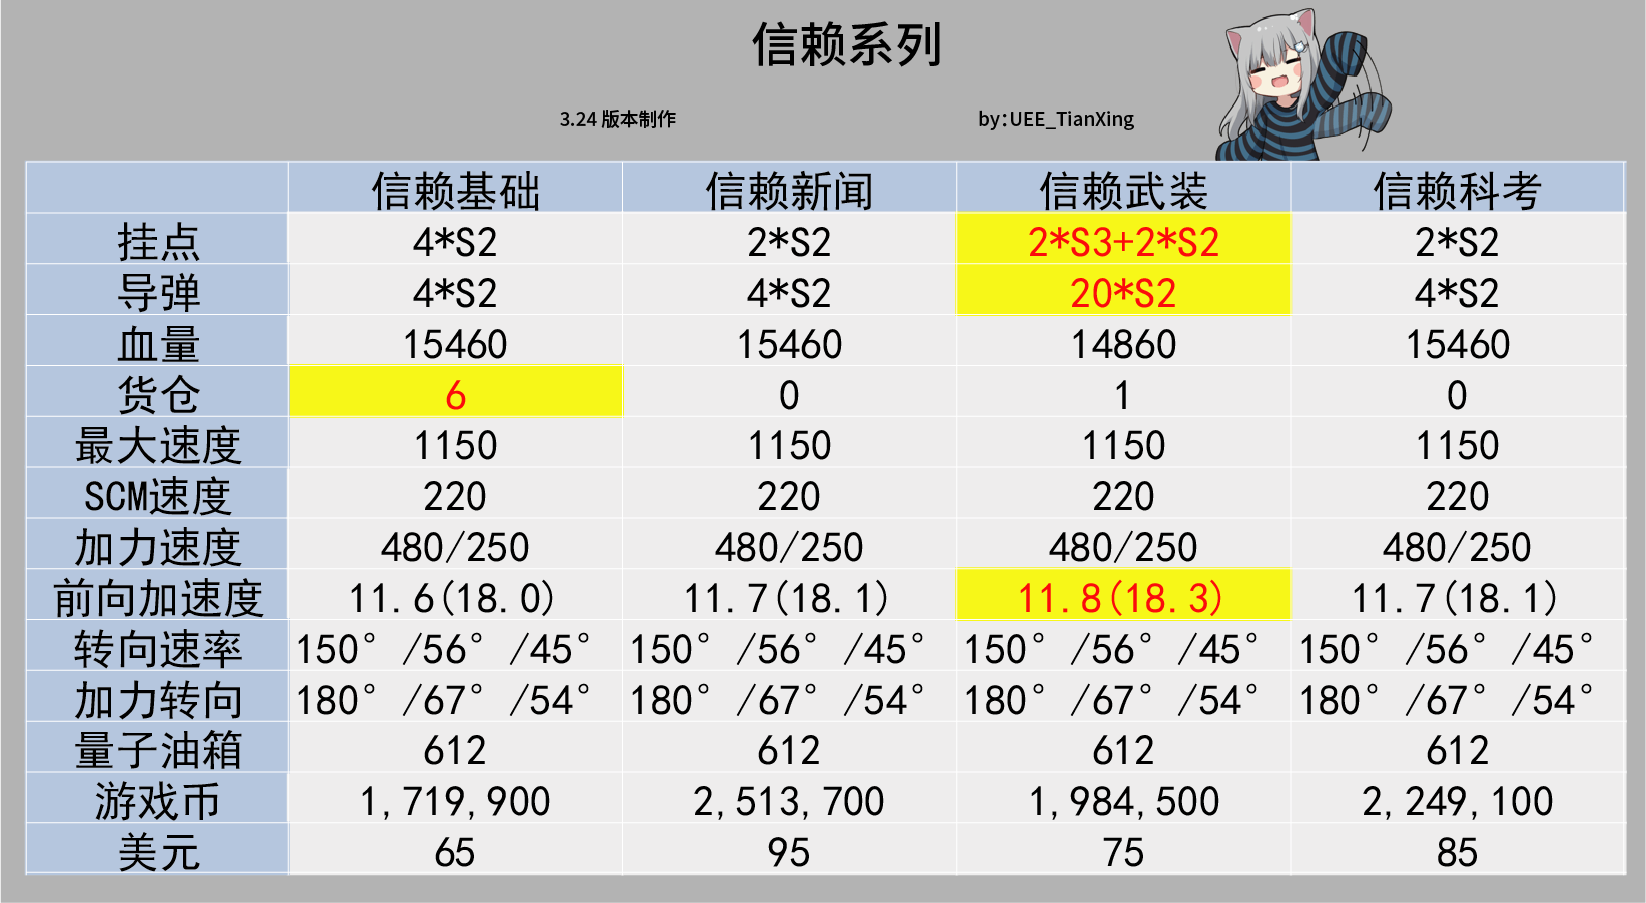 信赖系列
3.24 版本制作 by:UEE_TianXing
信赖基础 信赖新闻 信赖武装 信赖科考
挂点 4*S2 2*S2 2*S3+2*S2 2*S2
导弹 4*S2 4*S2 20*S2 4*S2
血量 15460 15460 14860 15460
货仓 6 0 1 0
最大速度 1150 1150 1150 1150
SCM速度 220 220 220 220
加力速度 480/250 480/250 480/250 480/250
前向加速度 11.6(18.0) 11.7(18.1) 11.8(18.3) 11.7(18.1)
转向速率 150° /56° /45° 150° /56° /45° 150° /56° /45° 150° /56° /45°
加力转向 180° /67° /54° 180° /67° /54° 180° /67° /54° 180° /67° /54°
量子油箱 612 612 612 612
游戏币 1,719,900 2,513,700 1,984,500 2,249,100
美元 65 95 75 85